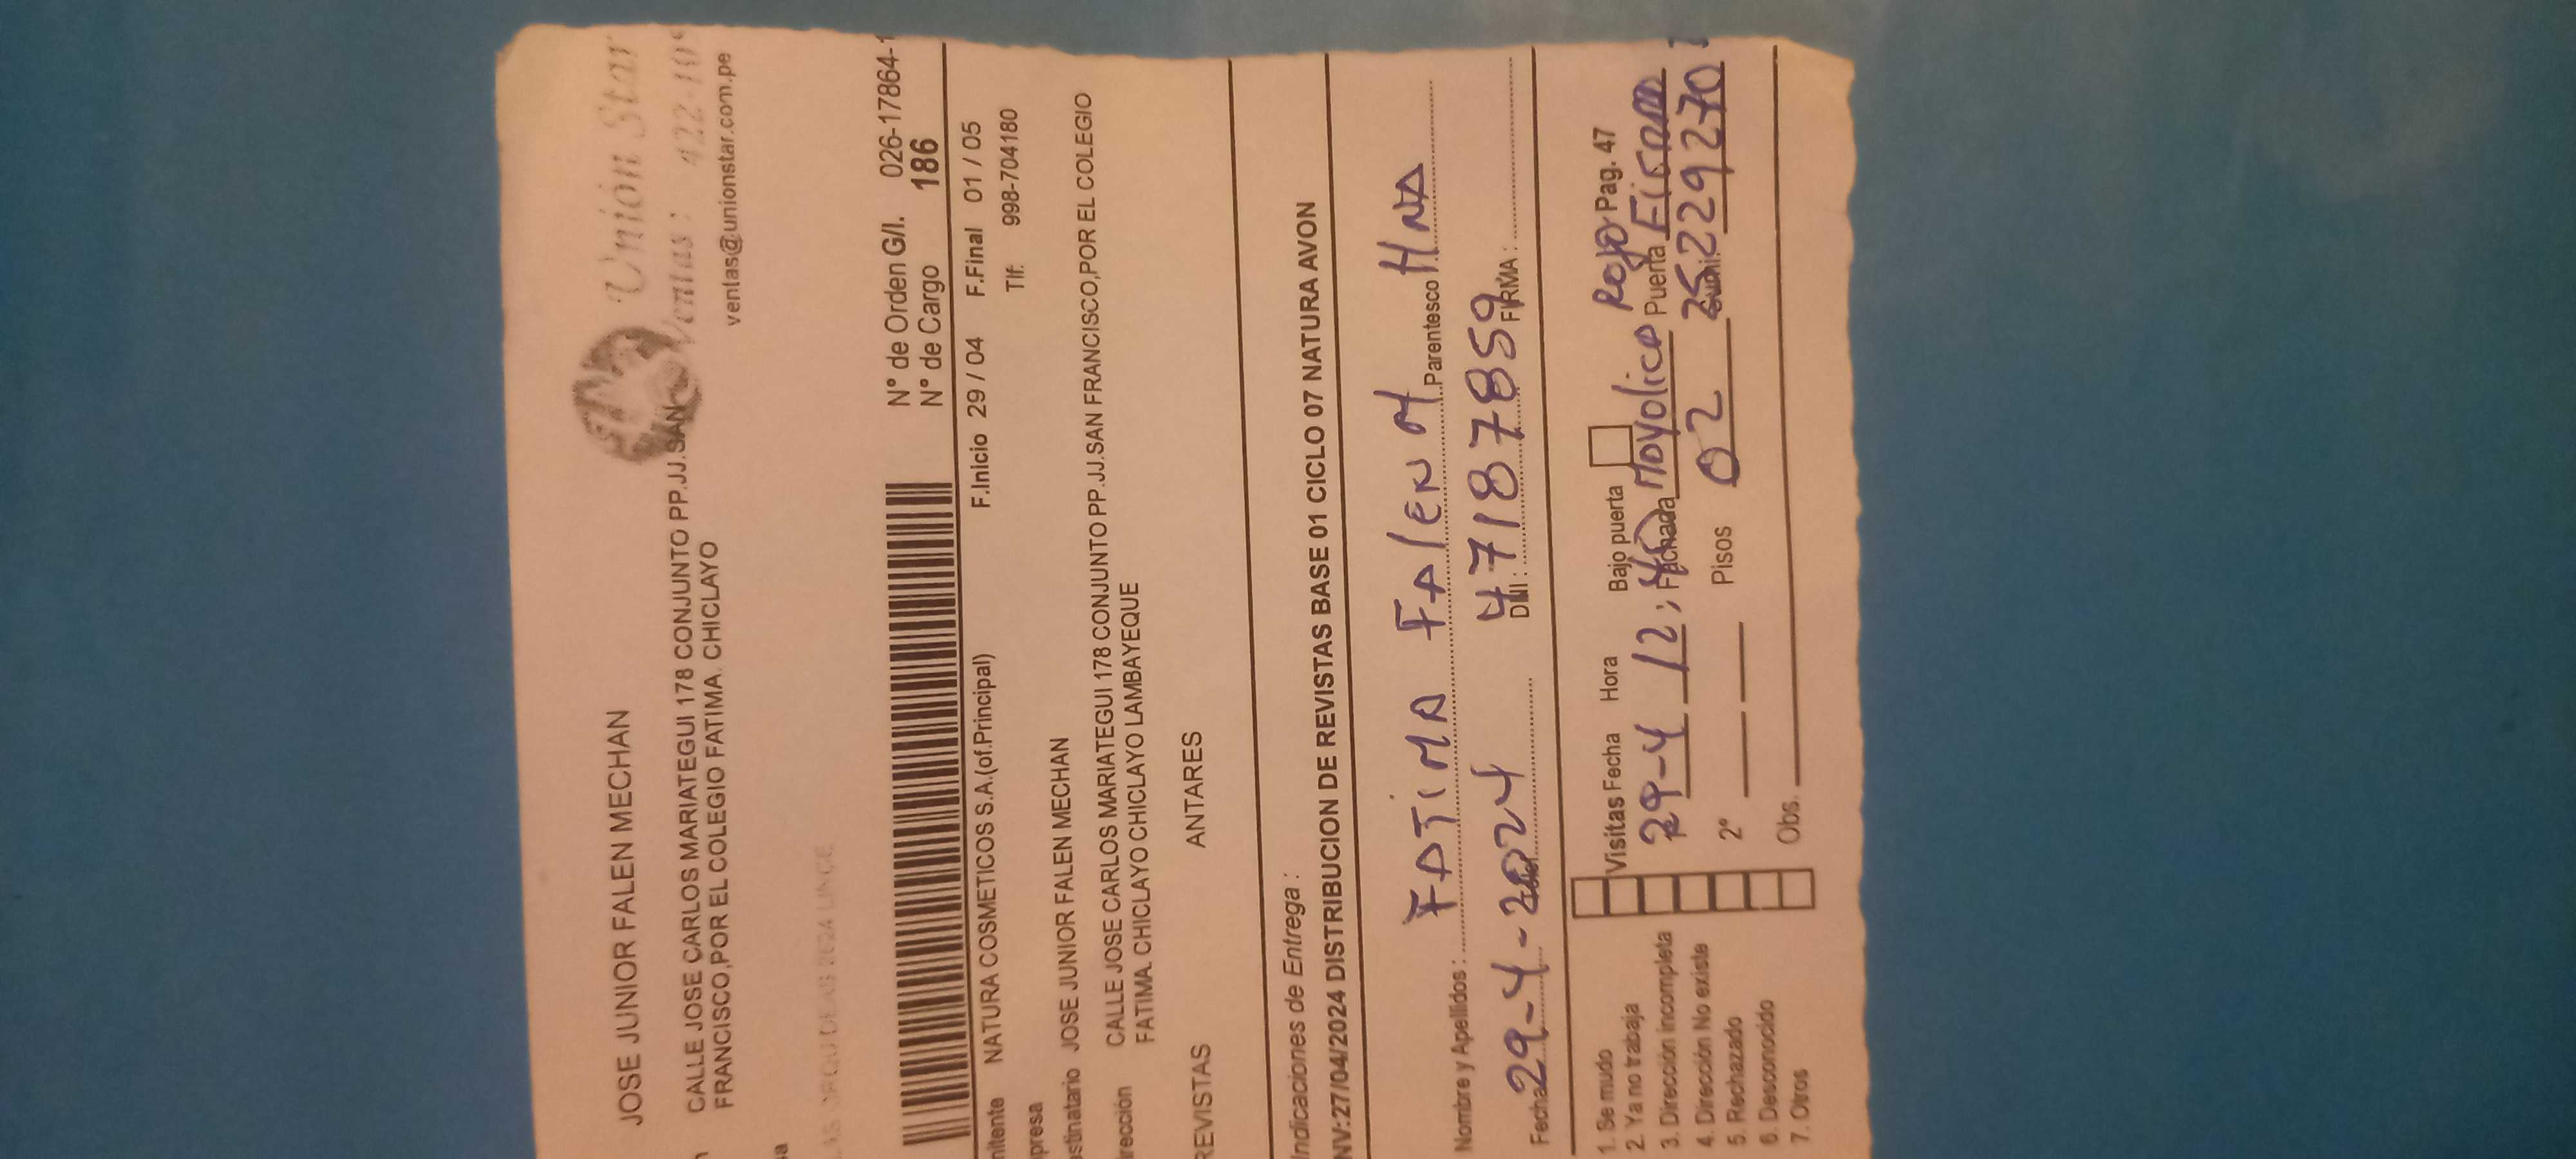 Unión Star
Ventas: 422-10
ventas@unionstar.com.pe
JOSE JUNIOR FALEN MECHAN
CALLE JOSE CARLOS MARIATEGUI 178 CONJUNTO PP.JJ.SAN
FRANCISCO,POR EL COLEGIO FATIMA. CHICLAYO
N° de Orden G/I. 026-17864-1
N° de Cargo 186
nitente NATURA COSMETICOS S.A.(of.Principal) F.Inicio 29 / 04 F.Final 01 / 05
presa Tlf. 998-704180
estinatario JOSE JUNIOR FALEN MECHAN
irección CALLE JOSE CARLOS MARIATEGUI 178 CONJUNTO PP.JJ.SAN FRANCISCO,POR EL COLEGIO
FATIMA. CHICLAYO CHICLAYO LAMBAYEQUE
REVISTAS ANTARES
Indicaciones de Entrega :
NV:27/04/2024 DISTRIBUCION DE REVISTAS BASE 01 CICLO 07 NATURA AVON
Nombre y Apellidos : FATIMA FALEN M Parentesco HNA
Fecha 29-4-2024 DNI : 47187859 FIRMA :
1. Se mudo
2. Ya no trabaja
3. Dirección incompleta
4. Dirección No existe
5. Rechazado
6. Desconocido
7. Otros
Visitas Fecha Hora Bajo puerta Rojo Pag. 47
29-4 12; Fachada Mayolica Puerta
2° Pisos 02 Sumi. 25229270
Obs.